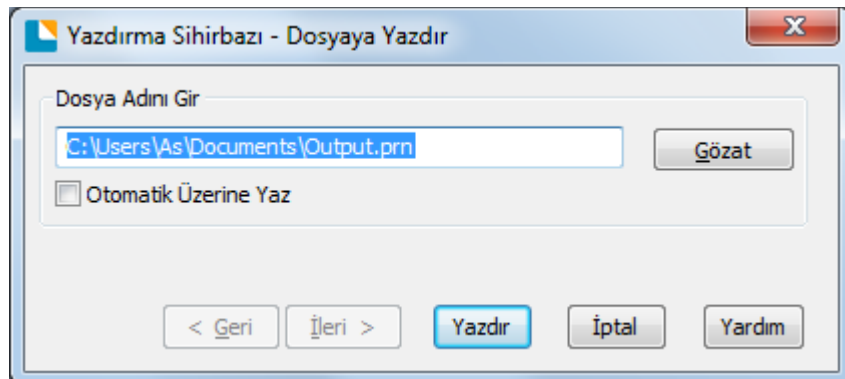 Yazdırma Sihirbazı - Dosyaya Yazdır
Dosya Adını Gir
C:\Users\As\Documents\Output.prn
Gözat
Otomatik Üzerine Yaz
< Geri İleri > Yazdır İptal Yardım